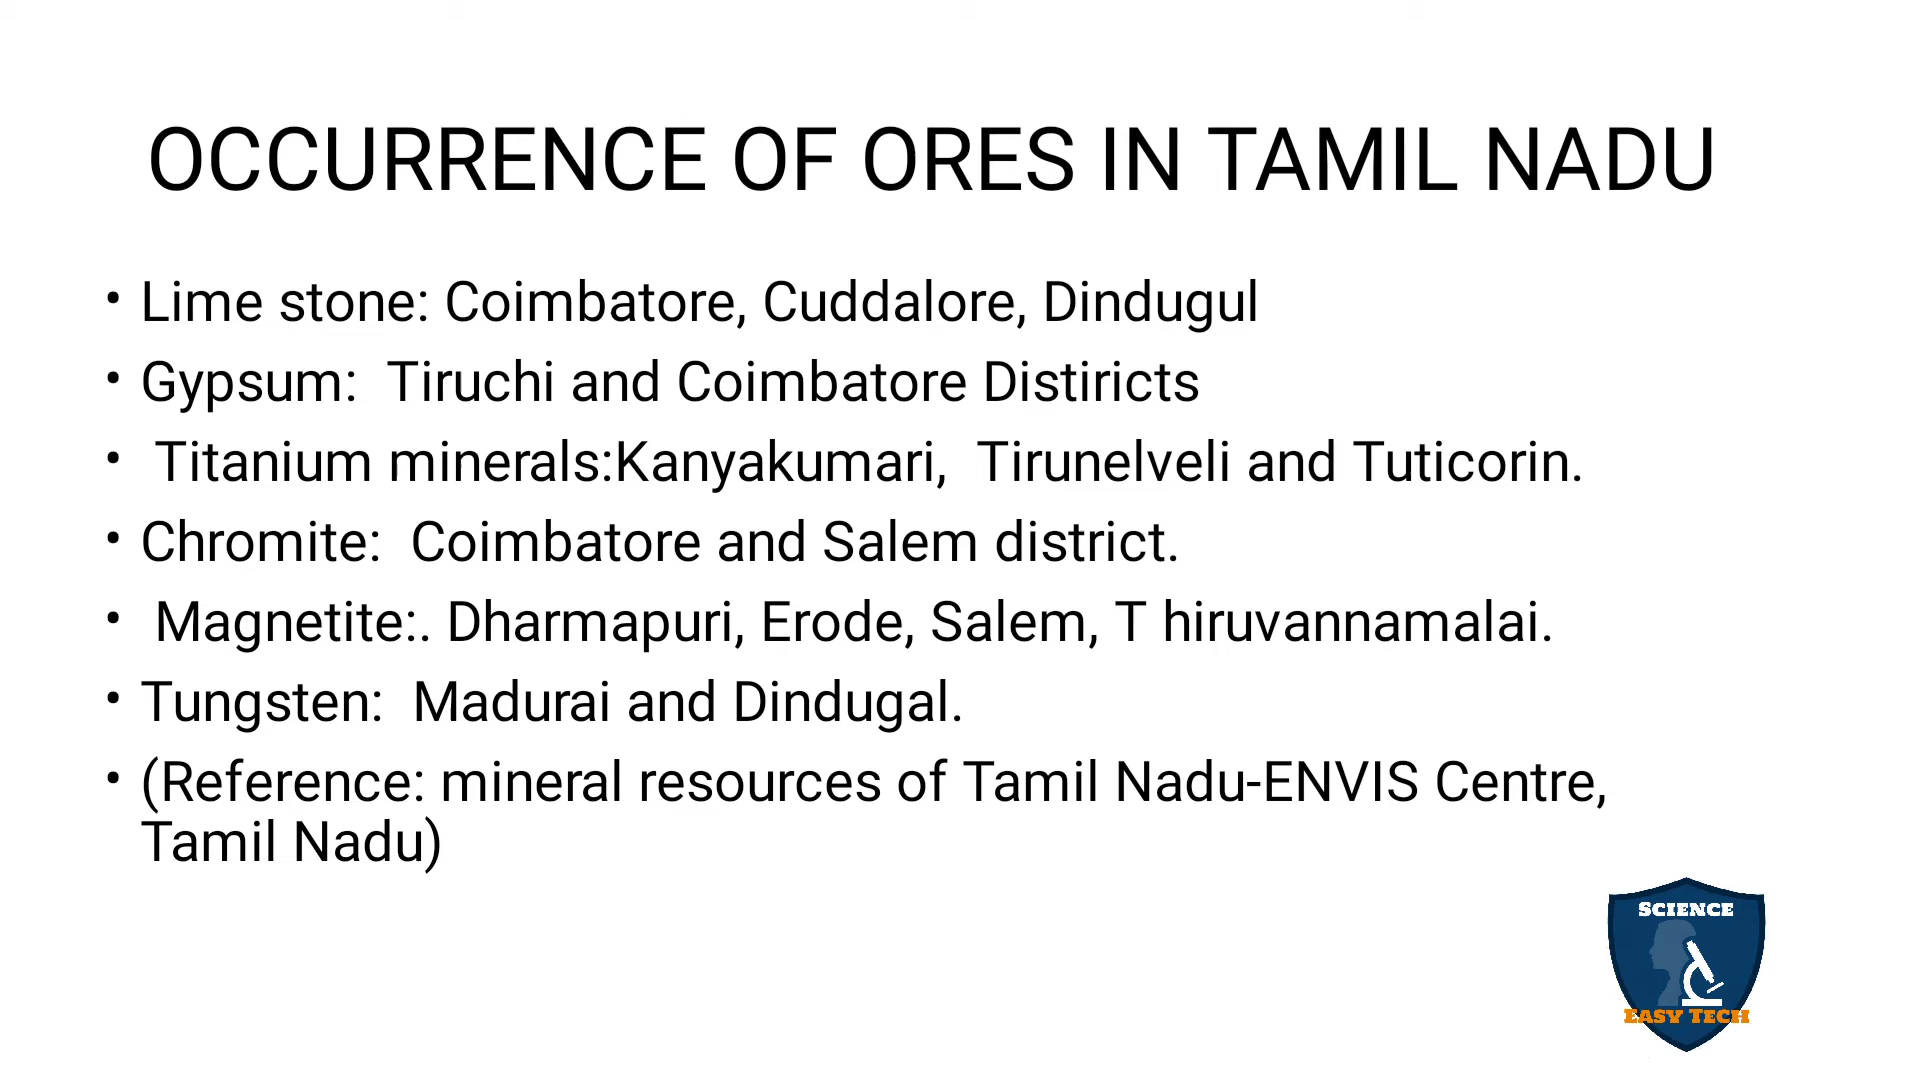 OCCURRENCE OF ORES IN TAMIL NADU
• Lime stone: Coimbatore, Cuddalore, Dindugul
• Gypsum:  Tiruchi and Coimbatore Distiricts
•  Titanium minerals:Kanyakumari,  Tirunelveli and Tuticorin.
• Chromite:  Coimbatore and Salem district.
•  Magnetite:. Dharmapuri, Erode, Salem, T hiruvannamalai.
• Tungsten:  Madurai and Dindugal.
• (Reference: mineral resources of Tamil Nadu-ENVIS Centre,
Tamil Nadu)
SCIENCE
EASY TECH